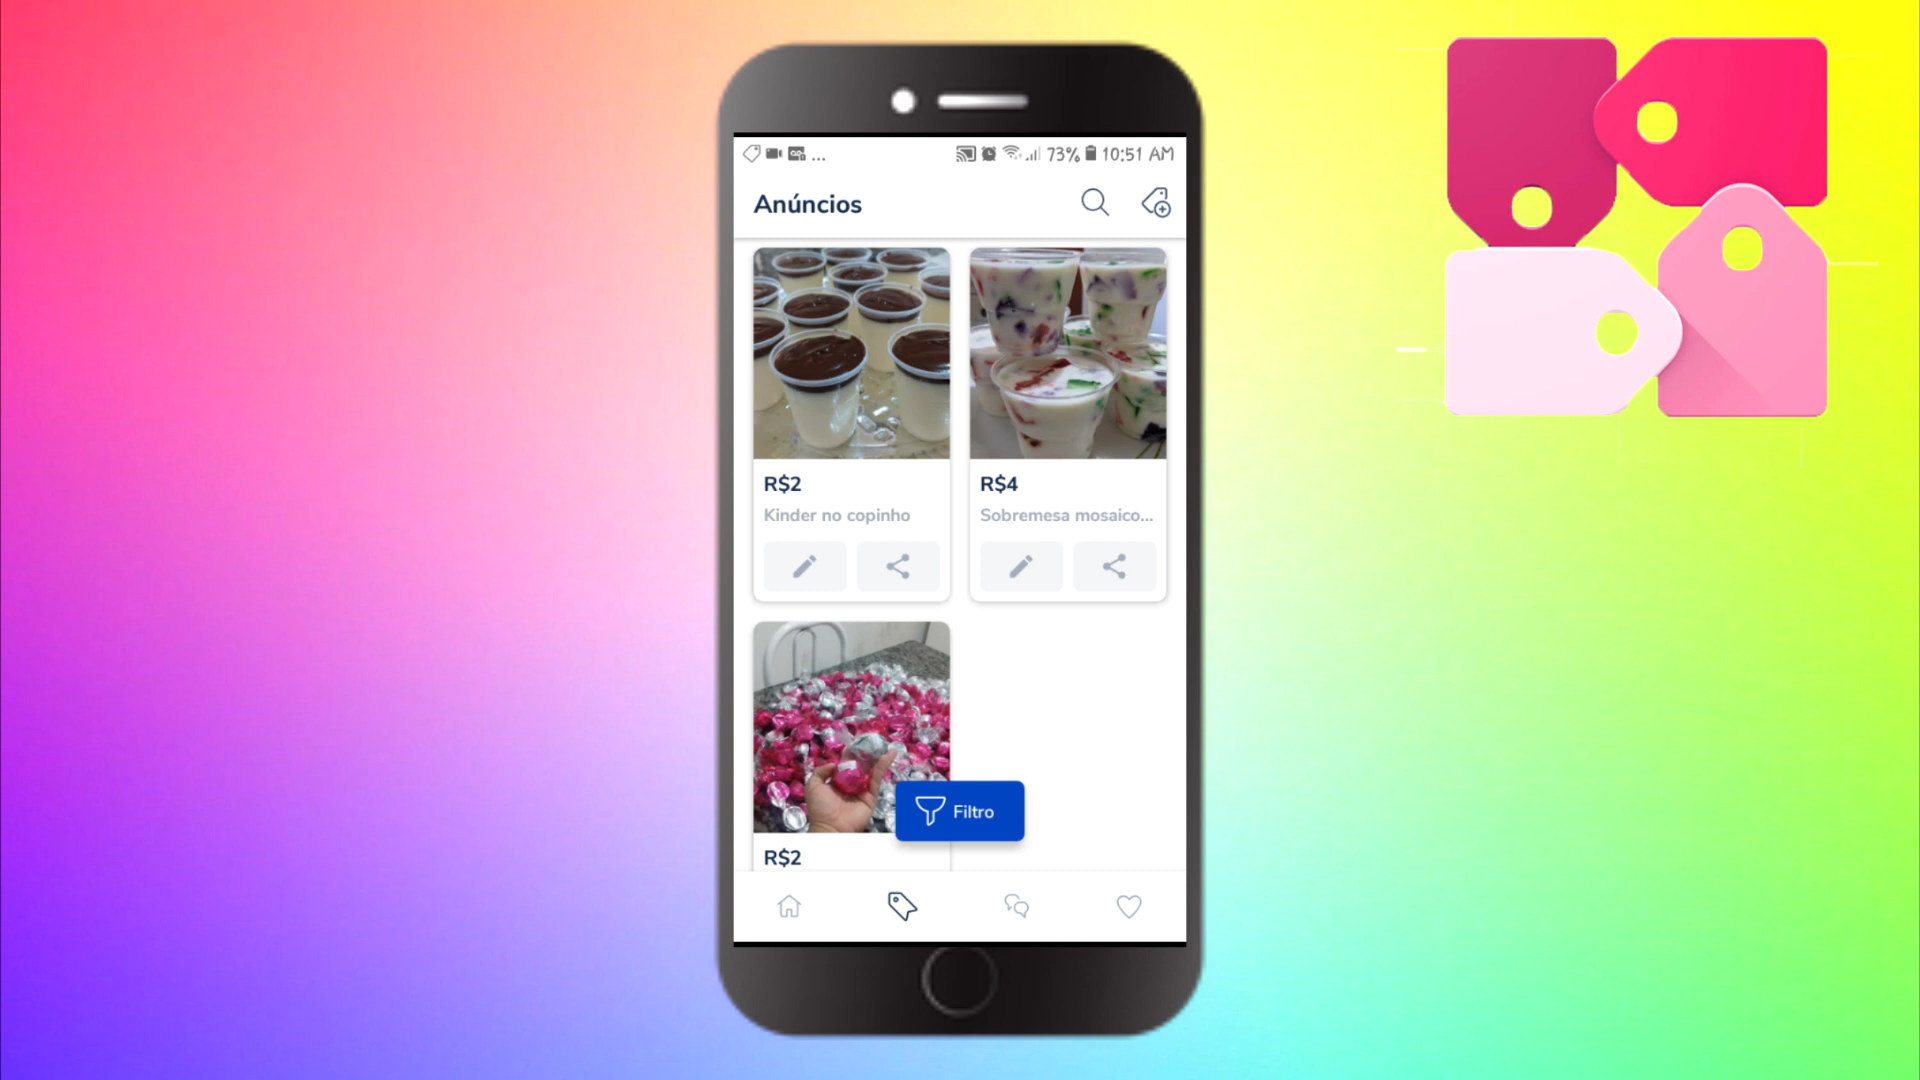 ... 73% 10:51 AM
Anúncios
R$2
Kinder no copinho
R$4
Sobremesa mosaico...
Filtro
R$2